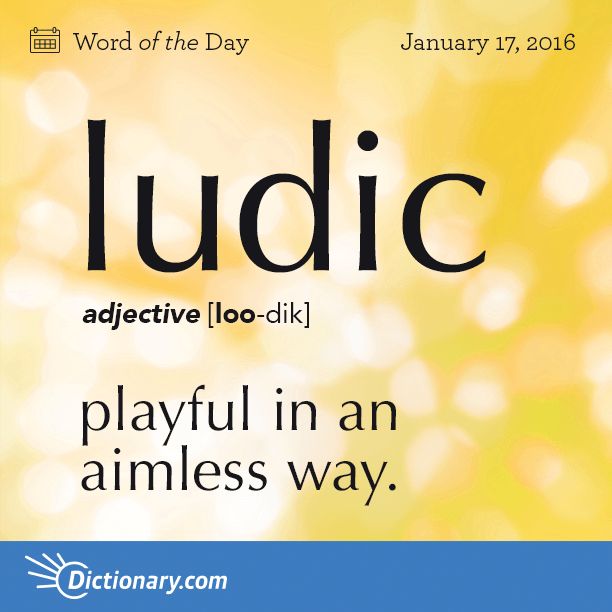 Word of the Day
January 17, 2016
ludic
adjective [loo-dik]
playful in an
aimless way.
Dictionary.com